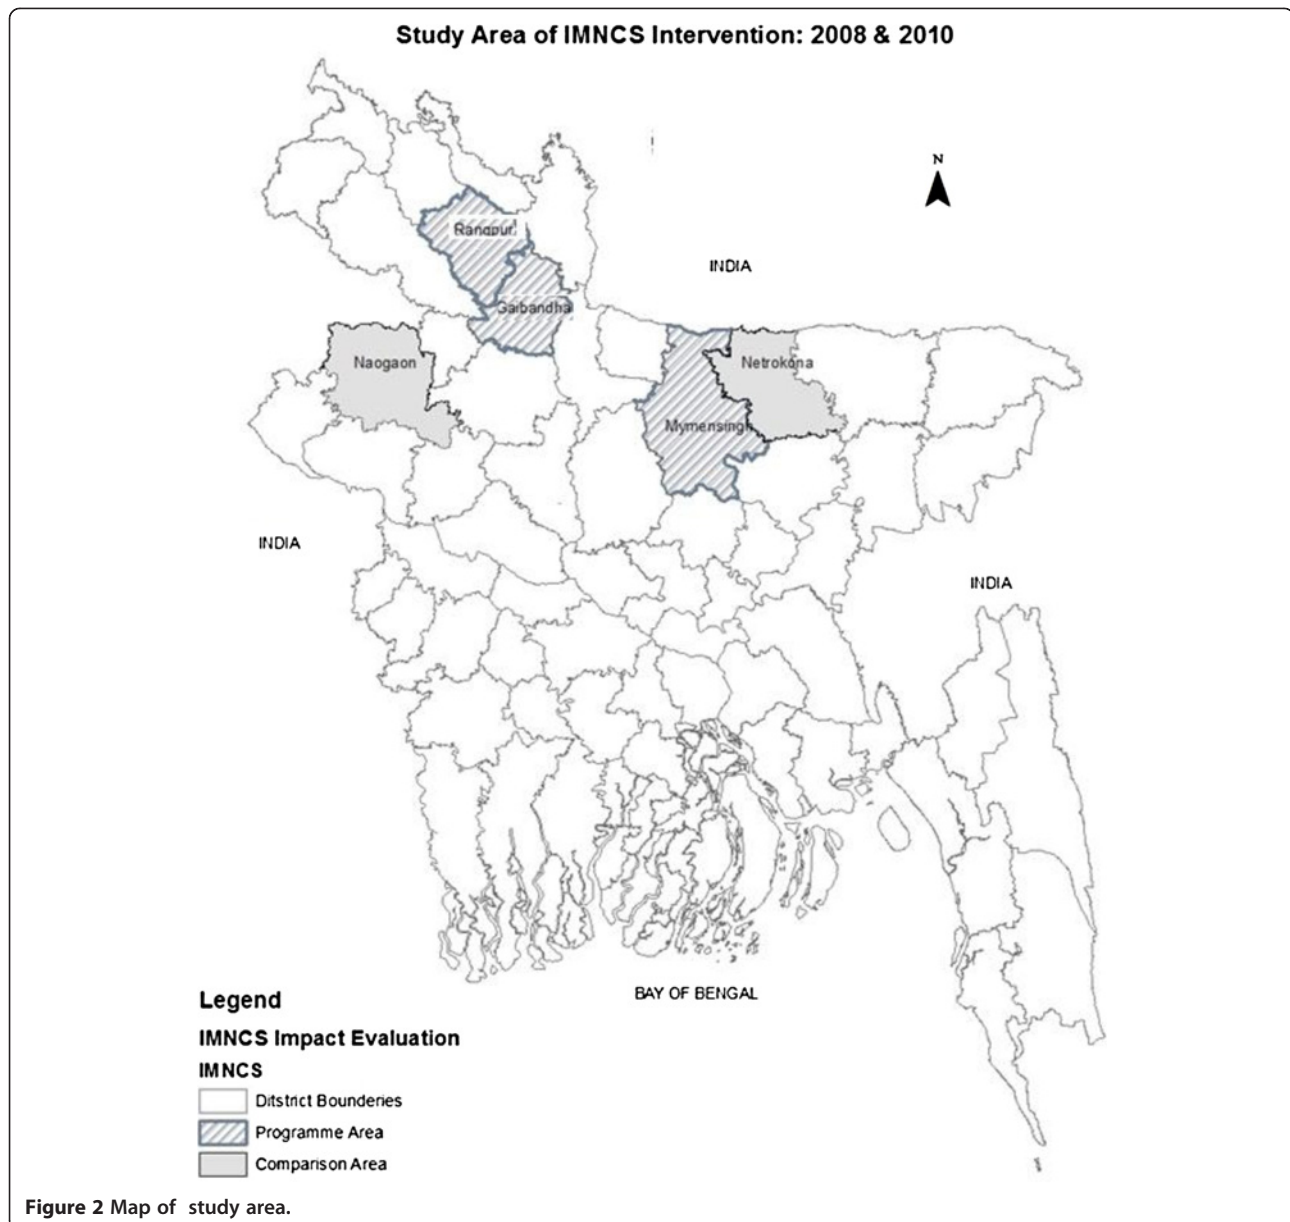 Study Area of IMNCS Intervention: 2008 & 2010
N
Rangpur
INDIA
Gaibandha
Naogaon
Netrokona
Mymensingh
INDIA
INDIA
BAY OF BENGAL
Legend
IMNCS Impact Evaluation
IMNCS
Ditstrict Bounderies
Programme Area
Comparison Area
Figure 2 Map of study area.